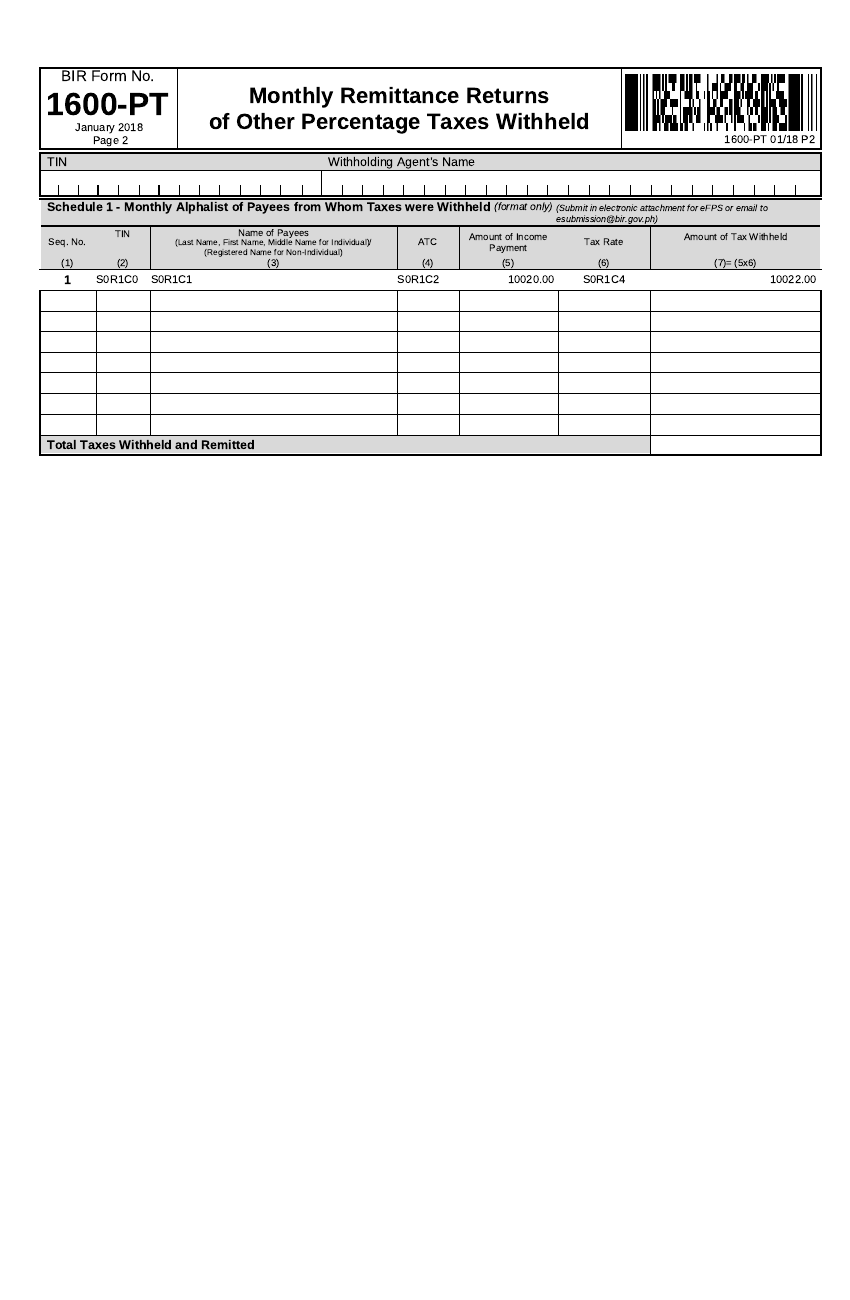 BIR Form No.
1600-PT
January 2018
Page 2
Monthly Remittance Returns
of Other Percentage Taxes Withheld
1600-PT 01/18 P2
TIN Withholding Agent's Name
Schedule 1 - Monthly Alphalist of Payees from Whom Taxes were Withheld (format only) (Submit in electronic attachment for eFPS or email to
esubmission@bir.gov.ph)
Seq. No.
(1)
TIN
(2)
Name of Payees
(Last Name, First Name, Middle Name for Individual)/
(Registered Name for Non-Individual)
(3)
ATC
(4)
Amount of Income
Payment
(5)
Tax Rate
(6)
Amount of Tax Withheld
(7)= (5x6)
1 S0R1C0 S0R1C1 S0R1C2 10020.00 S0R1C4 10022.00
Total Taxes Withheld and Remitted